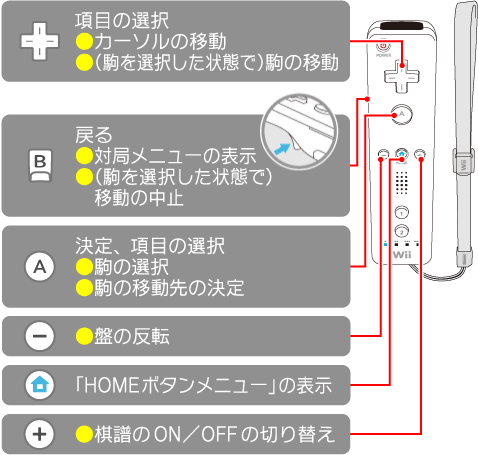 項目の選択
●カーソルの移動
●(駒を選択した状態で)駒の移動
B
戻る
●対局メニューの表示
●(駒を選択した状態で)
移動の中止
A
決定、項目の選択
●駒の選択
●駒の移動先の決定
−
●盤の反転
「HOMEボタンメニュー」の表示
+
●棋譜のON/OFFの切り替え
POWER
A
1
2
Wii
Wii